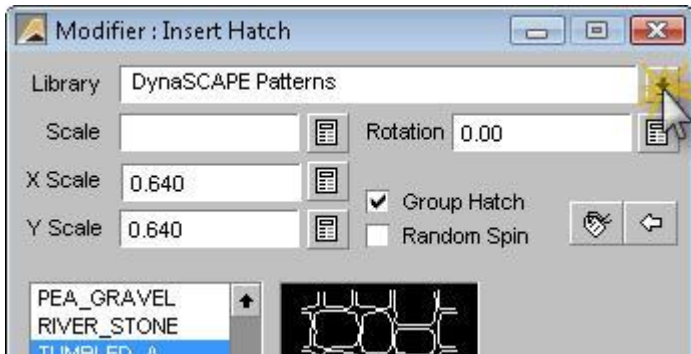 Modifier : Insert Hatch
Library DynaSCAPE Patterns
Scale Rotation 0.00
X Scale 0.640
Group Hatch
Y Scale 0.640
Random Spin
PEA_GRAVEL
RIVER_STONE
TUMBLED_A